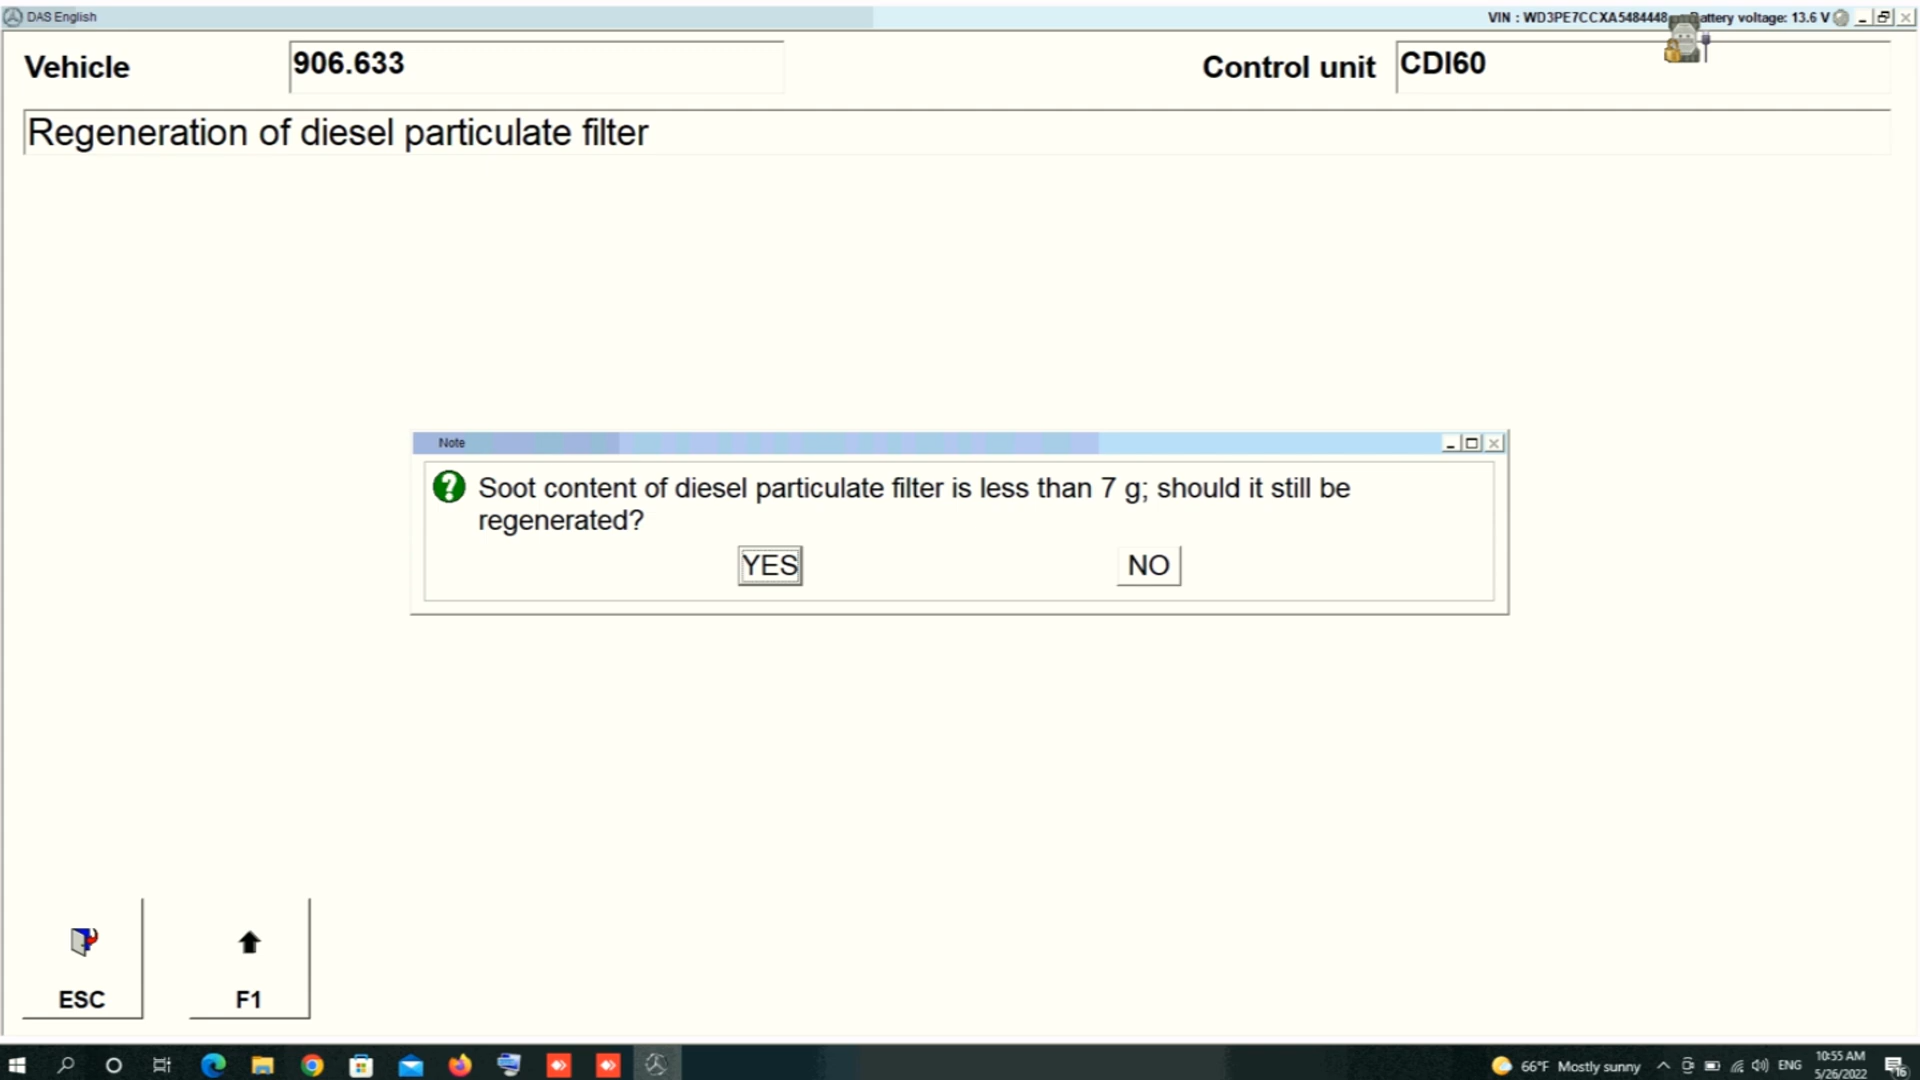 DAS English
VIN : WD3PE7CCXA5484448 Battery voltage: 13.6 V
Vehicle 906.633 Control unit CDI60
Regeneration of diesel particulate filter
Note
Soot content of diesel particulate filter is less than 7 g; should it still be
regenerated?
YES NO
ESC F1
66°F Mostly sunny ENG 10:55 AM
5/26/2022 16